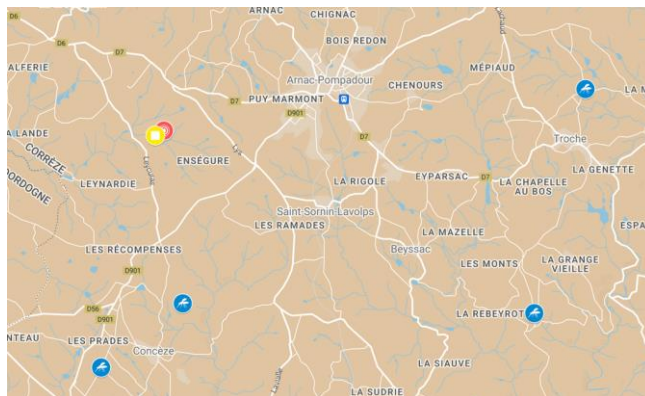 ARNAC
CHIGNAC
D6
BOIS REDON
D6
D7
MÉPIAUD
ALFERIE
Arnac-Pompadour
CHENOURS
LA N
PUY MARMONT
D7
D901
A LANDE
D7
Troche
CORRÈZE
DORDOGNE
Lys
ENSÉGURE
LA GENETTE
LEYNARDIE
LA RIGOLE
EYPARSAC
D7
LA CHAPELLE
AU BOS
Saint-Sornin-Lavolps
LES RAMADES
LA MAZELLE
ESPA
LES RÉCOMPENSES
Beyssac
LES MONTS
LA GRANGE
VIEILLE
D901
D56
D901
LA REBEYROT
NTEAU
LES PRADES
Concèze
LA SIAUVE
LA SUDRIE